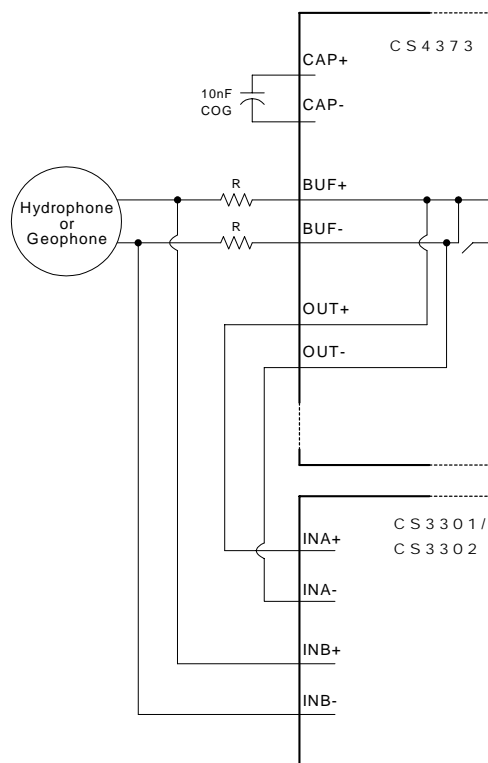 CS4373
CAP+
10nF
COG
CAP-
R
BUF+
Hydrophone
or
Geophone
R
BUF-
OUT+
OUT-
CS3301/
CS3302
INA+
INA-
INB+
INB-